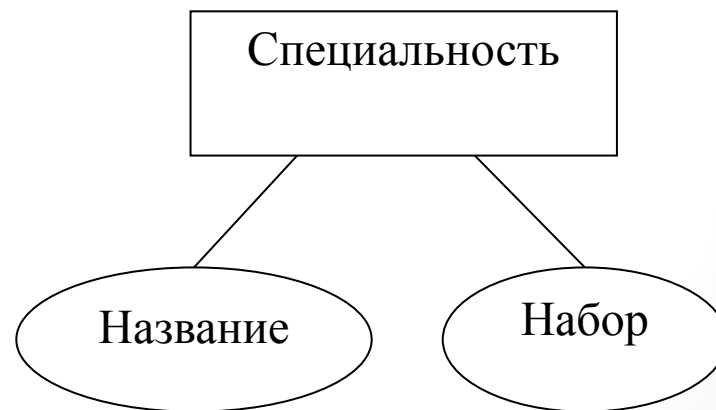 Специальность
Название
Набор